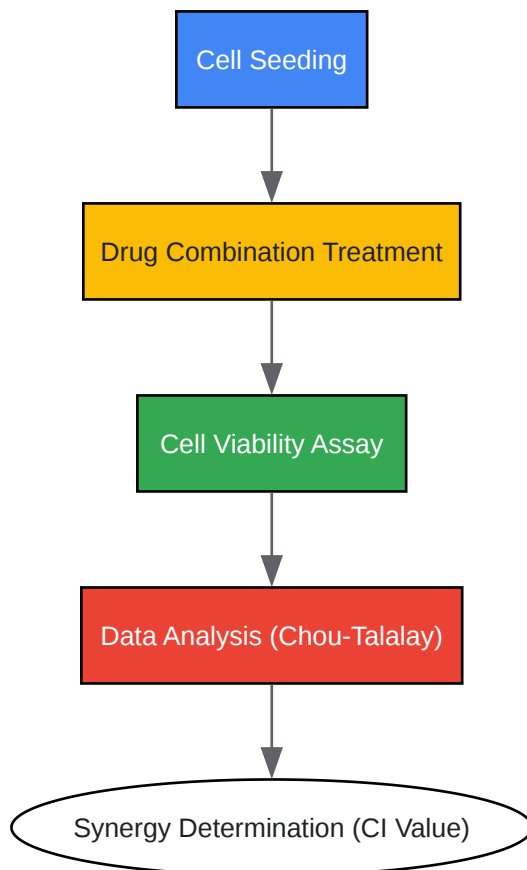 Cell Seeding
Drug Combination Treatment
Cell Viability Assay
Data Analysis (Chou-Talalay)
Synergy Determination (CI Value)